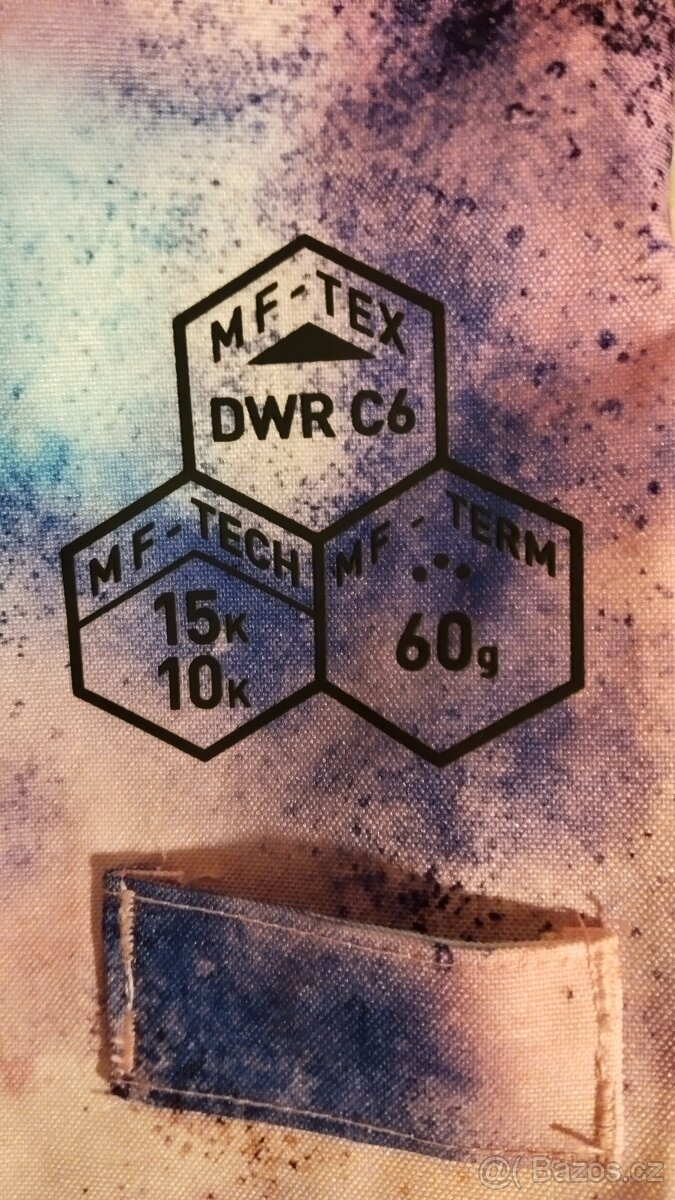 MF-TEX
DWR C6
MF-TECH
15K
10K
MF-TERM
60g
@( Bazos.cz